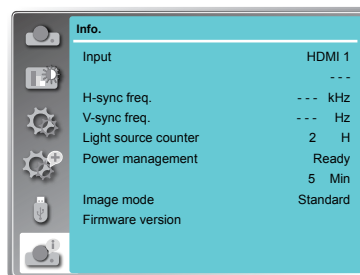 Info.
Input HDMI 1
- - -
H-sync freq. - - - kHz
V-sync freq. - - - Hz
Light source counter 2 H
Power management Ready
5 Min
Image mode Standard
Firmware version